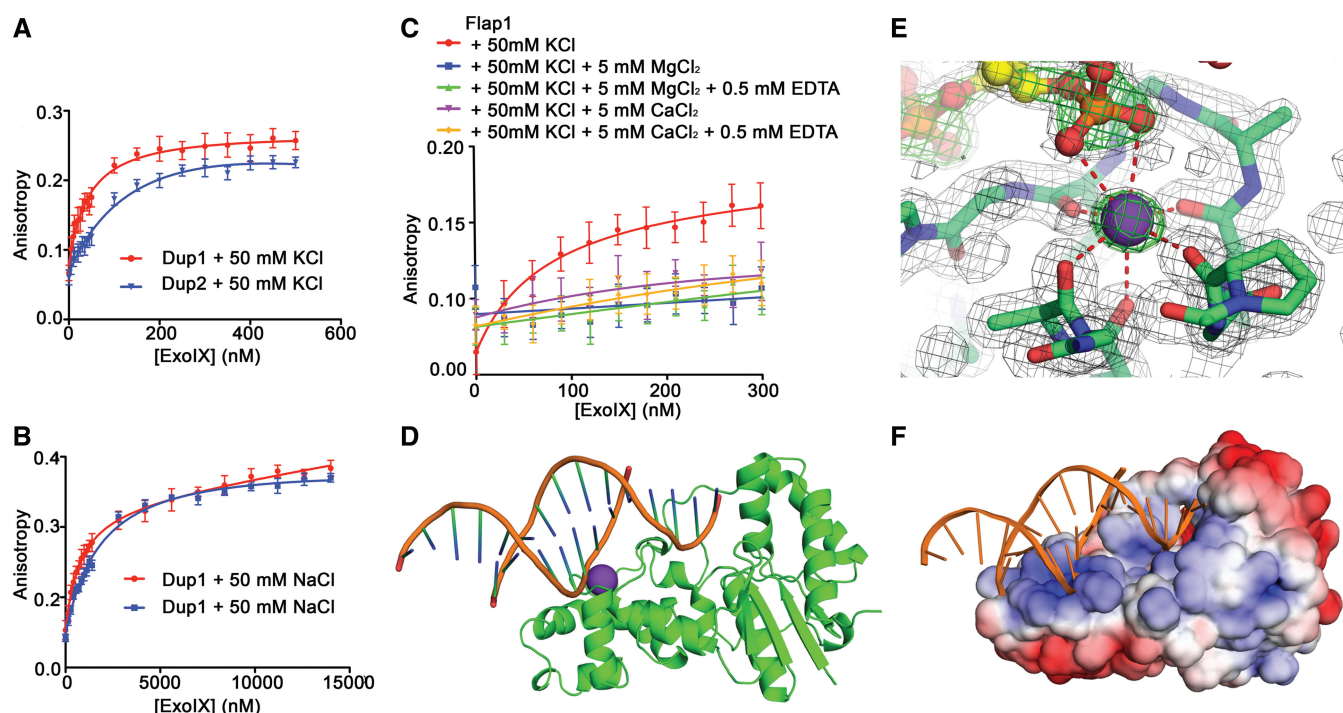 A
0.3
0.2
0.1
0.0
Anisotropy
Dup1 + 50 mM KCl
Dup2 + 50 mM KCl
0
200
400
600
[ExoIX] (nM)
B
0.4
0.3
0.2
0.0
Anisotropy
Dup1 + 50 mM NaCl
Dup1 + 50 mM NaCl
0
5000
10000
15000
[ExoIX] (nM)
C
Flap1
+ 50mM KCl
+ 50mM KCl + 5 mM MgCl₂
+ 50mM KCl + 5 mM MgCl₂ + 0.5 mM EDTA
+ 50mM KCl + 5 mM CaCl₂
+ 50mM KCl + 5 mM CaCl₂ + 0.5 mM EDTA
0.20
0.15
0.10
0.00
Anisotropy
0
100
200
300
[ExoIX] (nM)
D
E
F